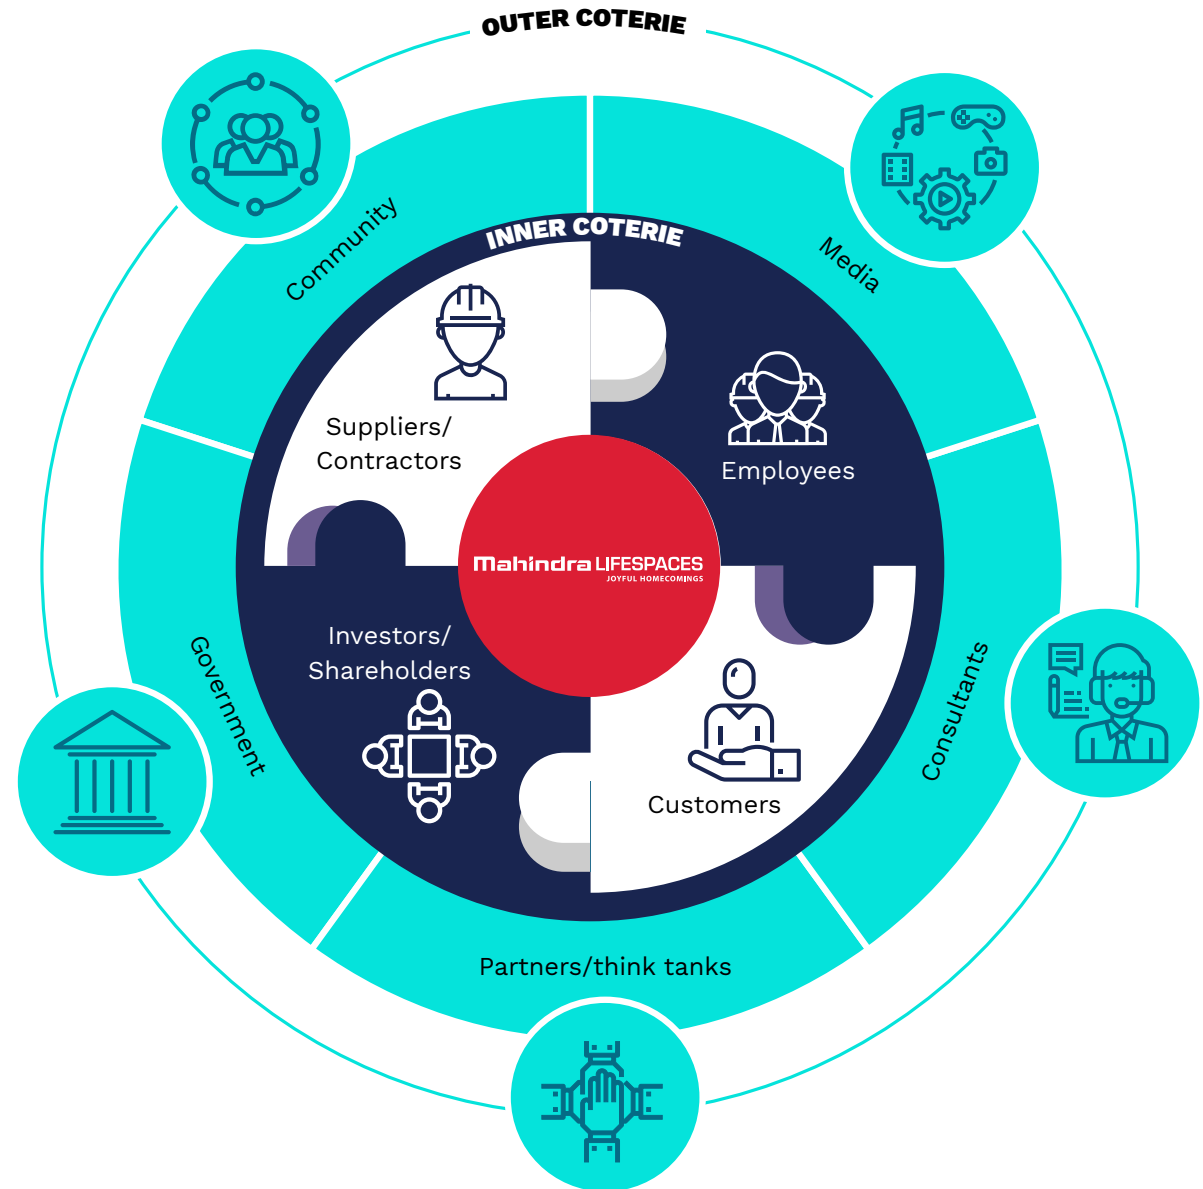 OUTER COTERIE
Community
Media
INNER COTERIE
Suppliers/
Contractors
Employees
Mahindra LIFESPACES
JOYFUL HOMECOMINGS
Investors/
Shareholders
Customers
Government
Consultants
Partners/think tanks